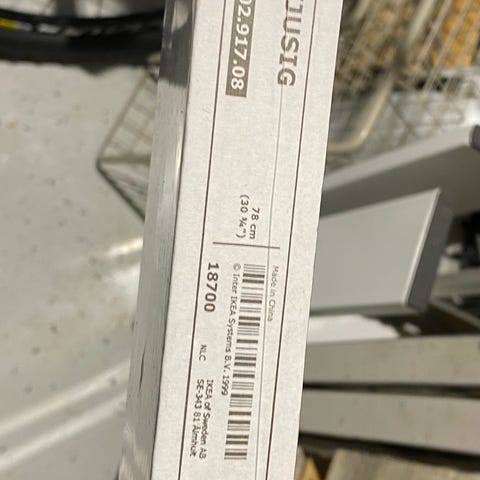 JUSIG
02.917.08
78 cm
(30 ¾")
Made in China
© Inter IKEA Systems B.V. 1999
18700
NLC
IKEA of Sweden AB
SE-343 81 Älmhult